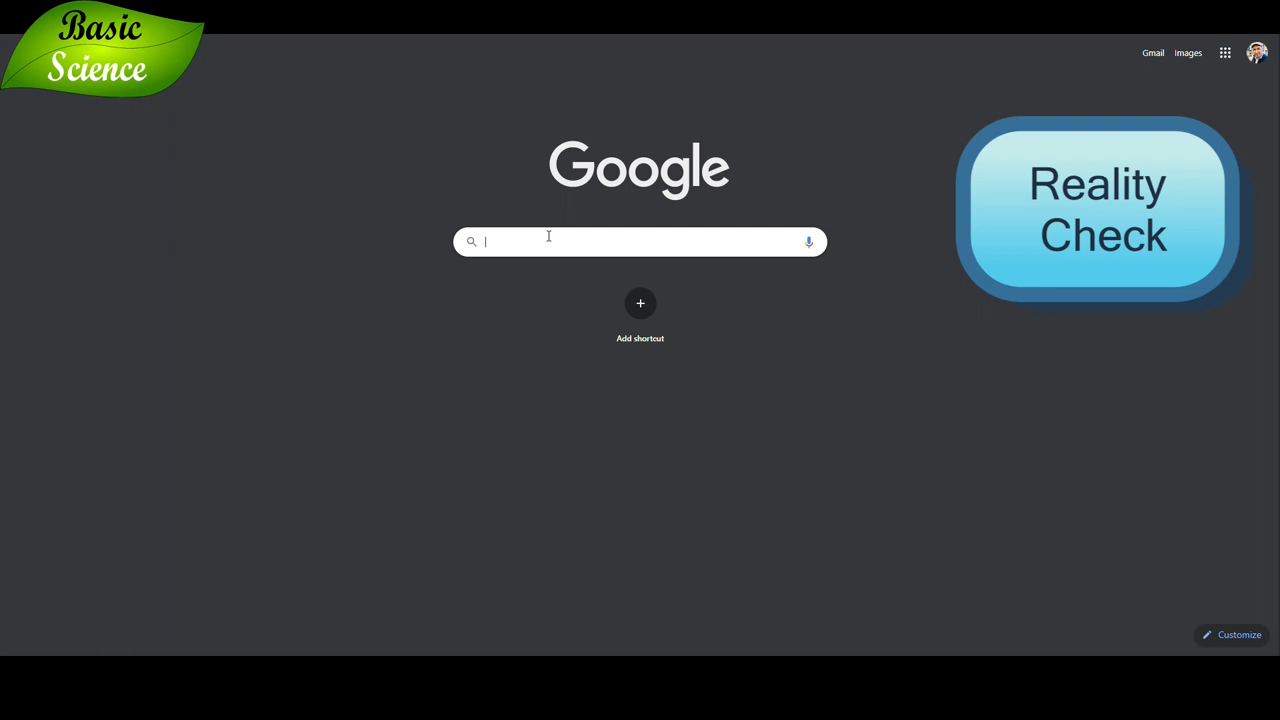 Basic
Science
Gmail Images
Google
Reality
Check
Add shortcut
Customize